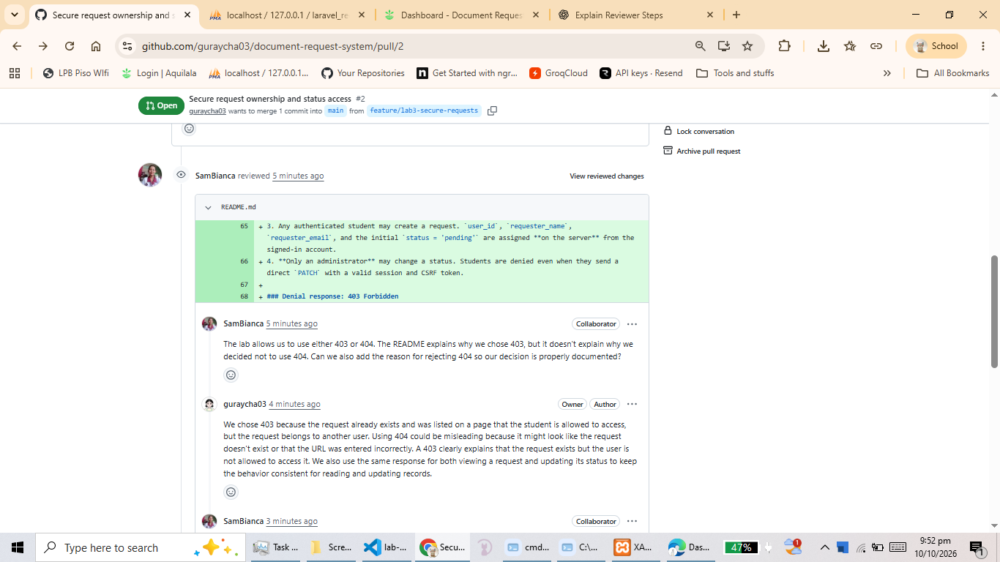 Secure request ownership and s
localhost / 127.0.0.1 / laravel_re
Dashboard - Document Reques
Explain Reviewer Steps
github.com/guraycha03/document-request-system/pull/2
School
LPB Piso WIfi
Login | Aquilala
localhost / 127.0.0.1...
Your Repositories
Get Started with ngr...
GroqCloud
API keys · Resend
Tools and stuffs
All Bookmarks
Open
Secure request ownership and status access #2
guraycha03 wants to merge 1 commit into main from feature/lab3-secure-requests
Lock conversation
Archive pull request
SamBianca reviewed 5 minutes ago
View reviewed changes
README.md
65 + 3. Any authenticated student may create a request. `user_id`, `requester_name`,
`requester_email`, and the initial `status = 'pending'` are assigned **on the server** from the
signed-in account.
66 + 4. **Only an administrator** may change a status. Students are denied even when they send a
direct `PATCH` with a valid session and CSRF token.
67 +
68 + ### Denial response: 403 Forbidden
SamBianca 5 minutes ago
Collaborator
The lab allows us to use either 403 or 404. The README explains why we chose 403, but it doesn't explain why we
decided not to use 404. Can we also add the reason for rejecting 404 so our decision is properly documented?
guraycha03 4 minutes ago
Owner
Author
We chose 403 because the request already exists and was listed on a page that the student is allowed to access,
but the request belongs to another user. Using 404 could be misleading because it might look like the request
doesn't exist or that the URL was entered incorrectly. A 403 clearly explains that the request exists but the user is
not allowed to access it. We also use the same response for both viewing a request and updating its status to keep
the behavior consistent for reading and updating records.
SamBianca 3 minutes ago
Collaborator
Type here to search
Task ...
Scre...
lab-...
Secu...
cmd...
C:\...
XA...
Das...
47%
1
9:52 pm
10/10/2026
1